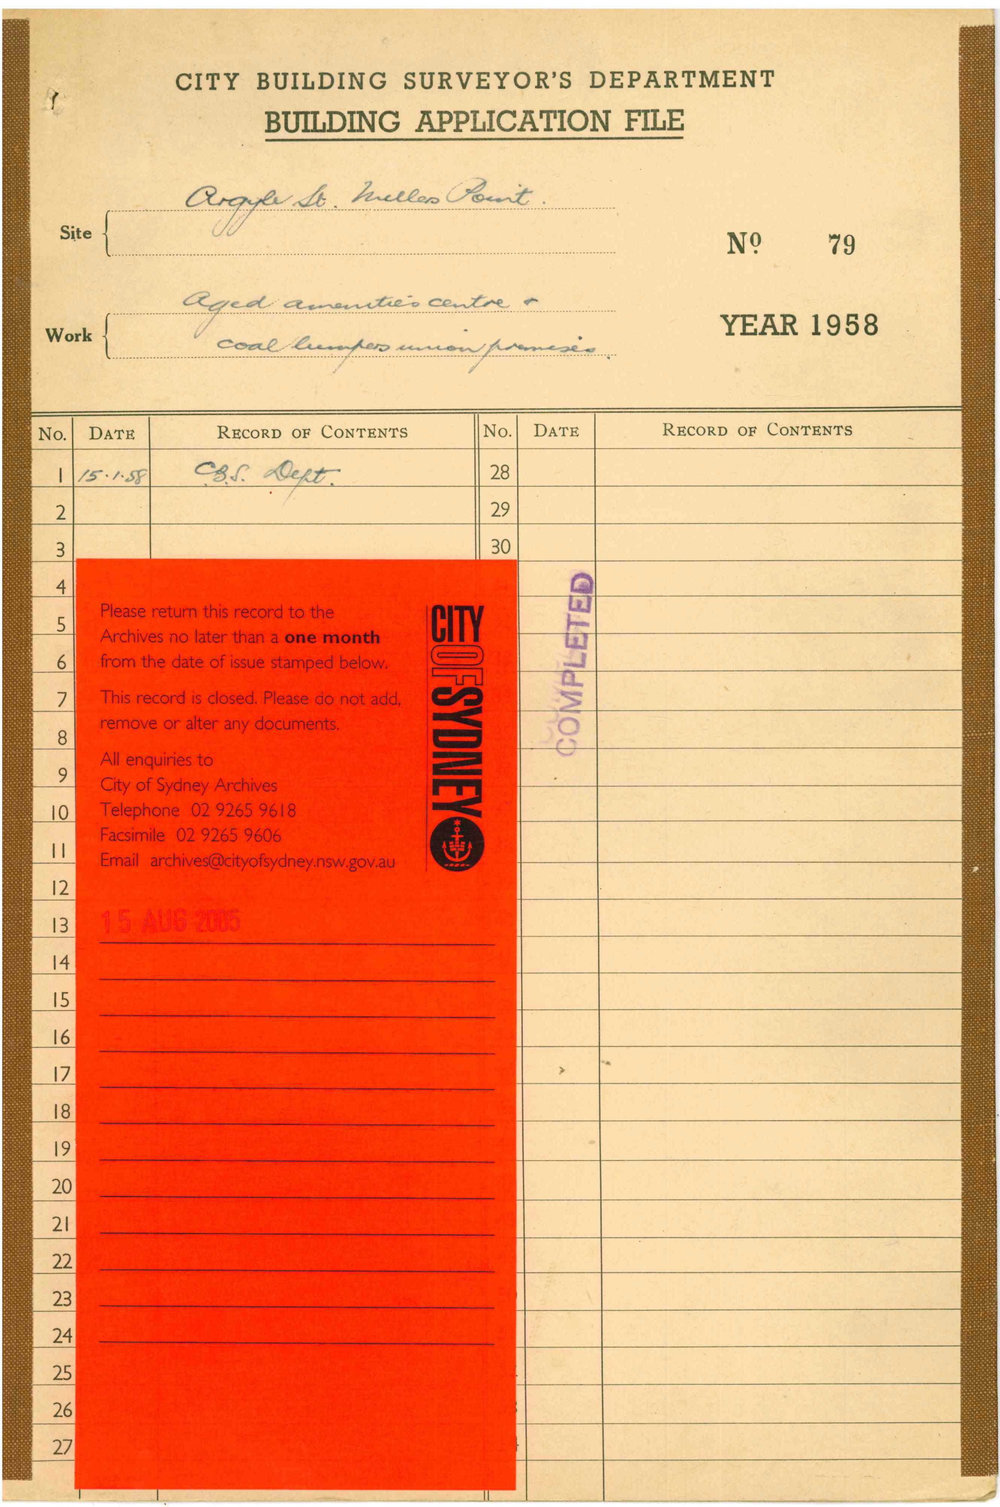 CITY BUILDING SURVEYOR'S DEPARTMENT
BUILDING APPLICATION FILE
Site
Argyle St. Millers Point.
Nº 79
Work
Aged amenities centre &
coal lumpers union premises.
YEAR 1958
No. DATE RECORD OF CONTENTS No. DATE RECORD OF CONTENTS
1 15.1.58 C.B.S. Dept. 28
2 29
3 30
4
5
6
7
8
9
10
11
12
13
14
15
16
17
18
19
20
21
22
23
24
25
26
27
Please return this record to the
Archives no later than a one month
from the date of issue stamped below.
This record is closed. Please do not add,
remove or alter any documents.
All enquiries to
City of Sydney Archives
Telephone 02 9265 9618
Facsimile 02 9265 9606
Email archives@cityofsydney.nsw.gov.au
15 AUG 2005
CITY OF SYDNEY
COMPLETED